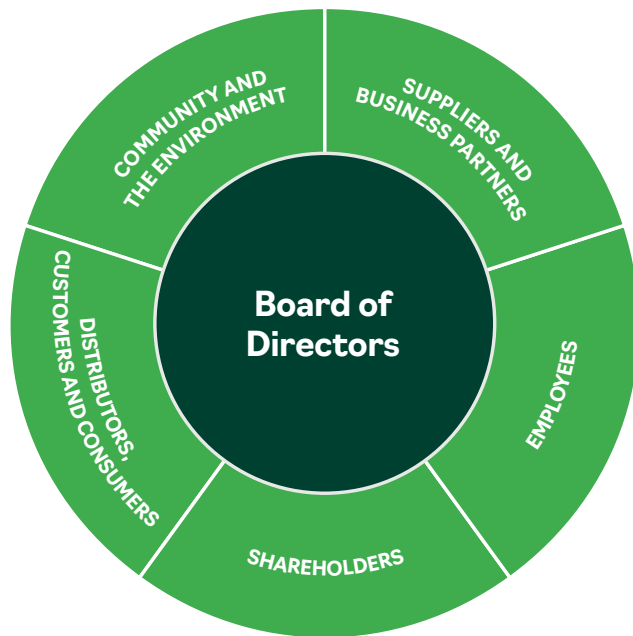 COMMUNITY AND
THE ENVIRONMENT
SUPPLIERS AND
BUSINESS PARTNERS
Board of
Directors
DISTRIBUTORS,
CUSTOMERS AND CONSUMERS
EMPLOYEES
SHAREHOLDERS